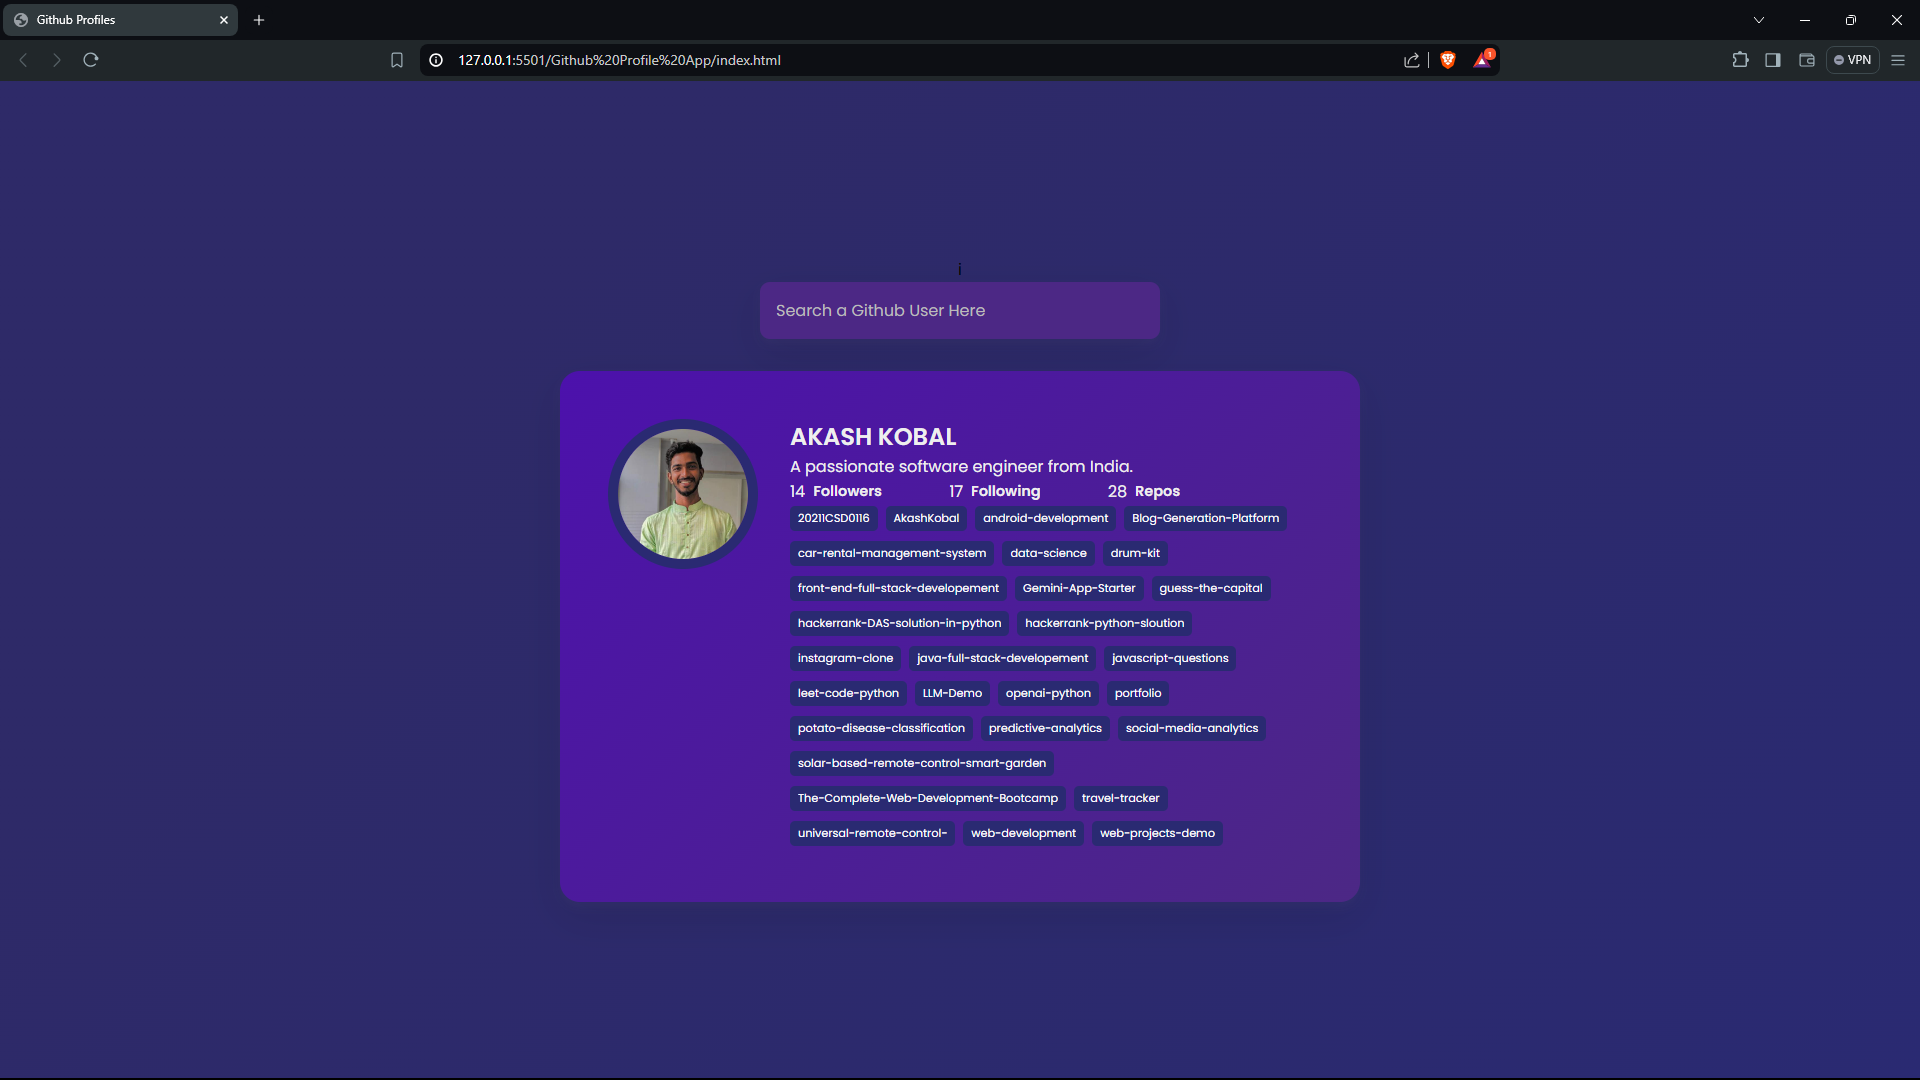 Github Profiles
127.0.0.1:5501/Github%20Profile%20App/index.html
1
VPN
i
Search a Github User Here
AKASH KOBAL
A passionate software engineer from India.
14 Followers 17 Following 28 Repos
20211CSD0116 AkashKobal android-development Blog-Generation-Platform
car-rental-management-system data-science drum-kit
front-end-full-stack-developement Gemini-App-Starter guess-the-capital
hackerrank-DAS-solution-in-python hackerrank-python-sloution
instagram-clone java-full-stack-developement javascript-questions
leet-code-python LLM-Demo openai-python portfolio
potato-disease-classification predictive-analytics social-media-analytics
solar-based-remote-control-smart-garden
The-Complete-Web-Development-Bootcamp travel-tracker
universal-remote-control- web-development web-projects-demo